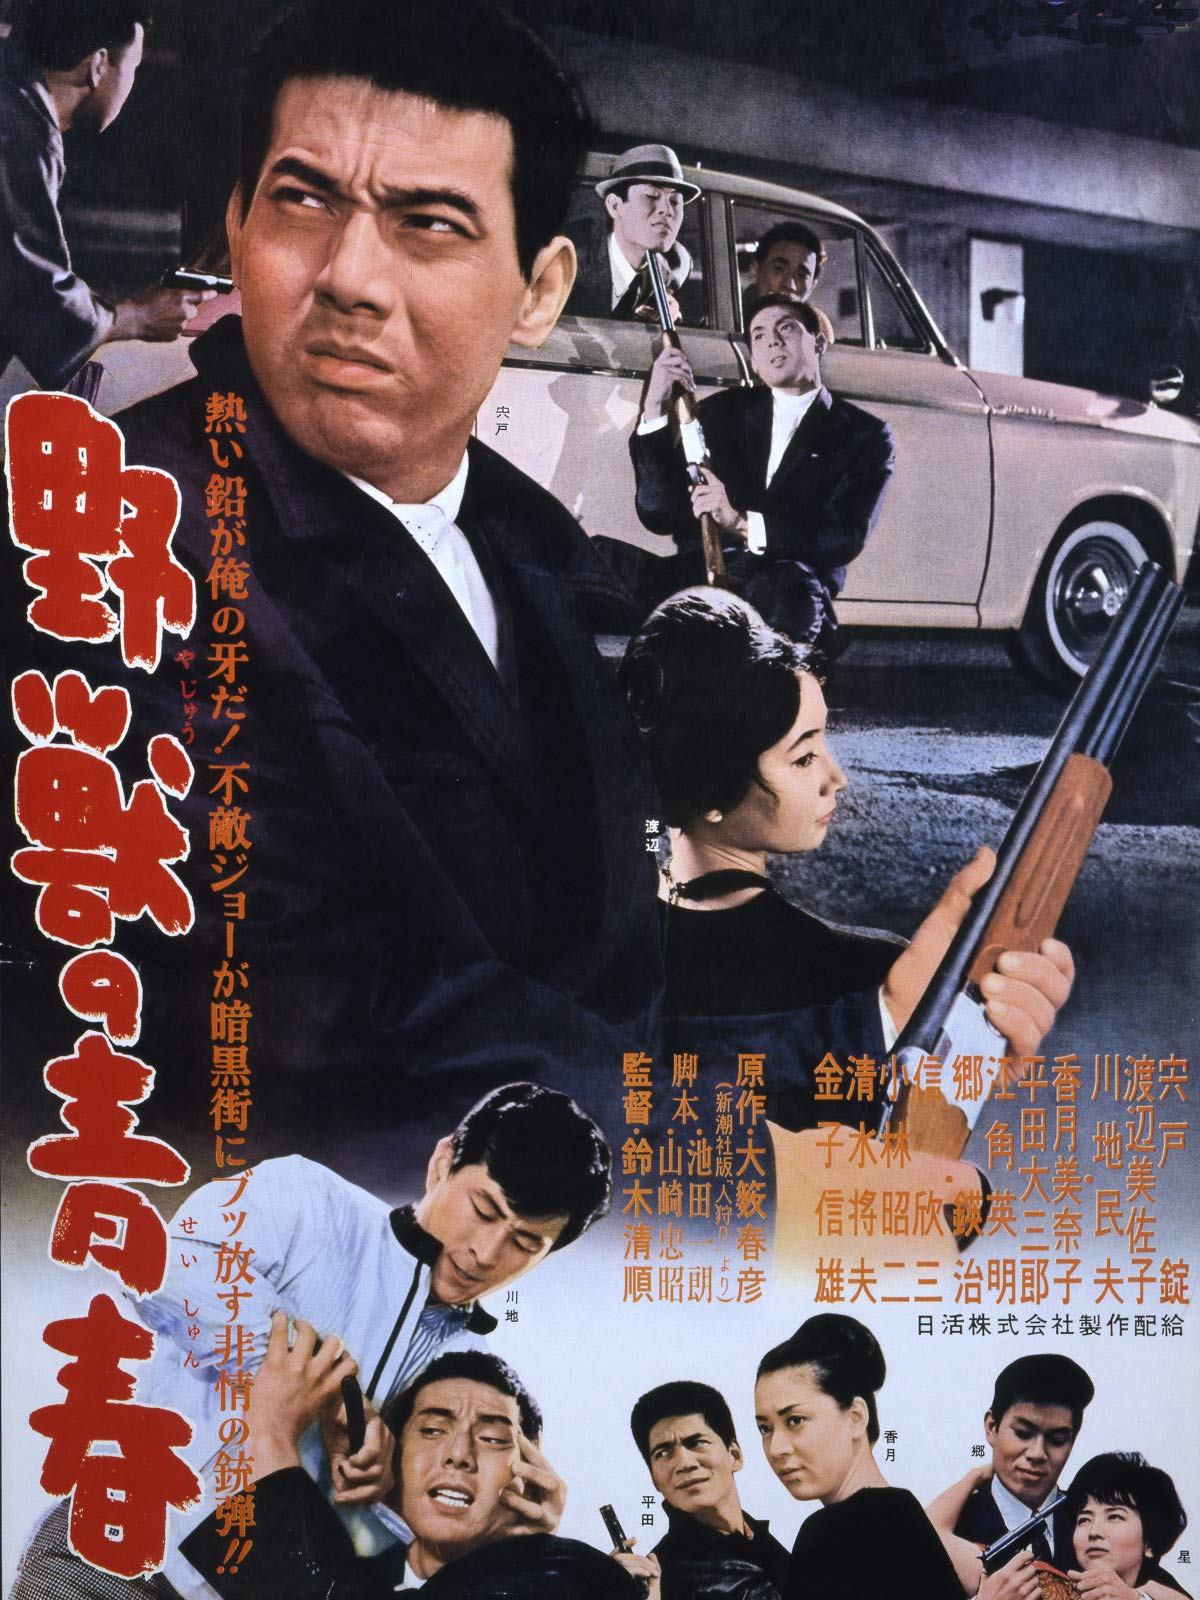 野獣の青春
やじゅう
せいしゅん
熱い鉛が俺の牙だ!不敵ジョーが暗黒街にブッ放す非情の銃弾!!
宍戸
渡辺
川地
宍戸錠
渡辺美佐子
川地・民夫
香月美奈子
平田大三郎
江角英明
郷・鍈治
信欣三
小林昭二
清水将夫
金子信雄
原作・大籔春彦
(新潮社版「人狩り」より)
脚本・池田一朗
山崎忠昭
監督・鈴木清順
日活株式会社製作配給
平田
香月
郷
星